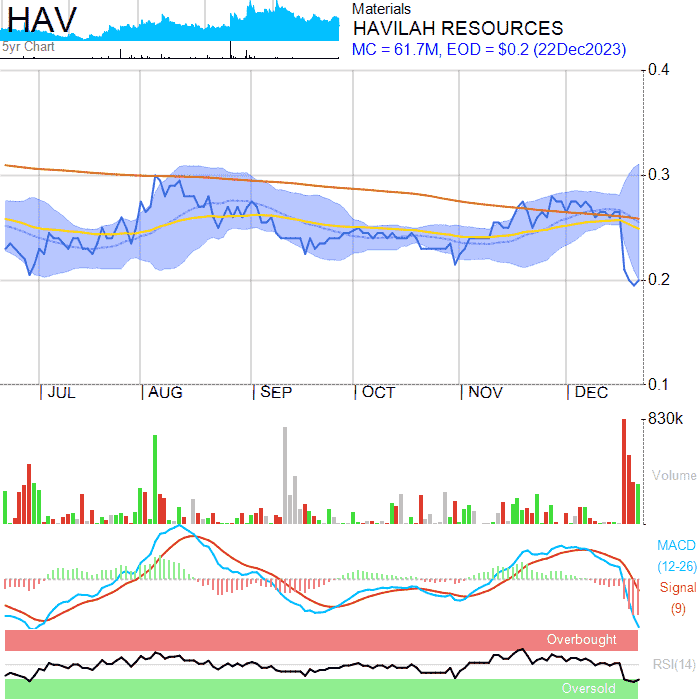 HAV
5yr Chart
Materials
HAVILAH RESOURCES
MC = 61.7M, EOD = $0.2 (22Dec2023)
0.4
0.3
0.2
0.1
JUL AUG SEP OCT NOV DEC
830k
Volume
MACD
(12-26)
Signal
(9)
Overbought
RSI(14)
Oversold